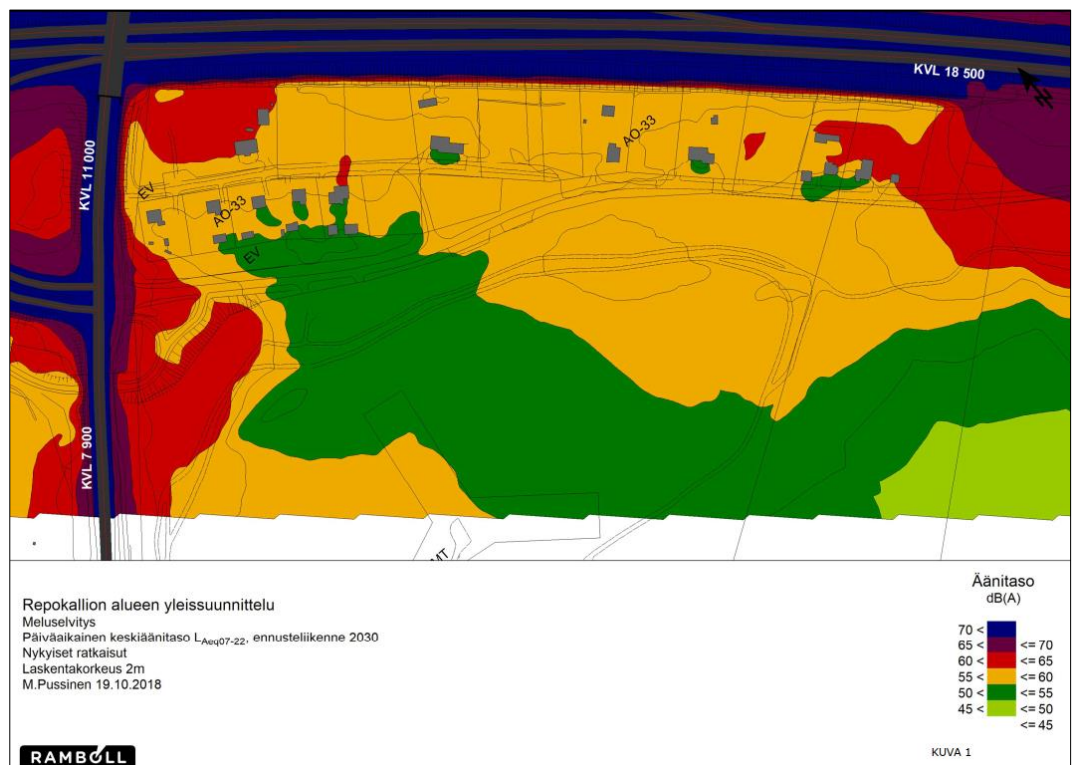 KVL 18 500
N
KVL 11 000
AO-33
EV
AO-33
EV
KVL 7 900
MT
Repokallion alueen yleissuunnittelu
Meluselvitys
Päiväaikainen keskiäänitaso LAeq07-22, ennusteliikenne 2030
Nykyiset ratkaisut
Laskentakorkeus 2m
M.Pussinen 19.10.2018
Äänitaso
dB(A)
70 <
65 < <= 70
60 < <= 65
55 < <= 60
50 < <= 55
45 < <= 50
<= 45
RAMBOLL
KUVA 1